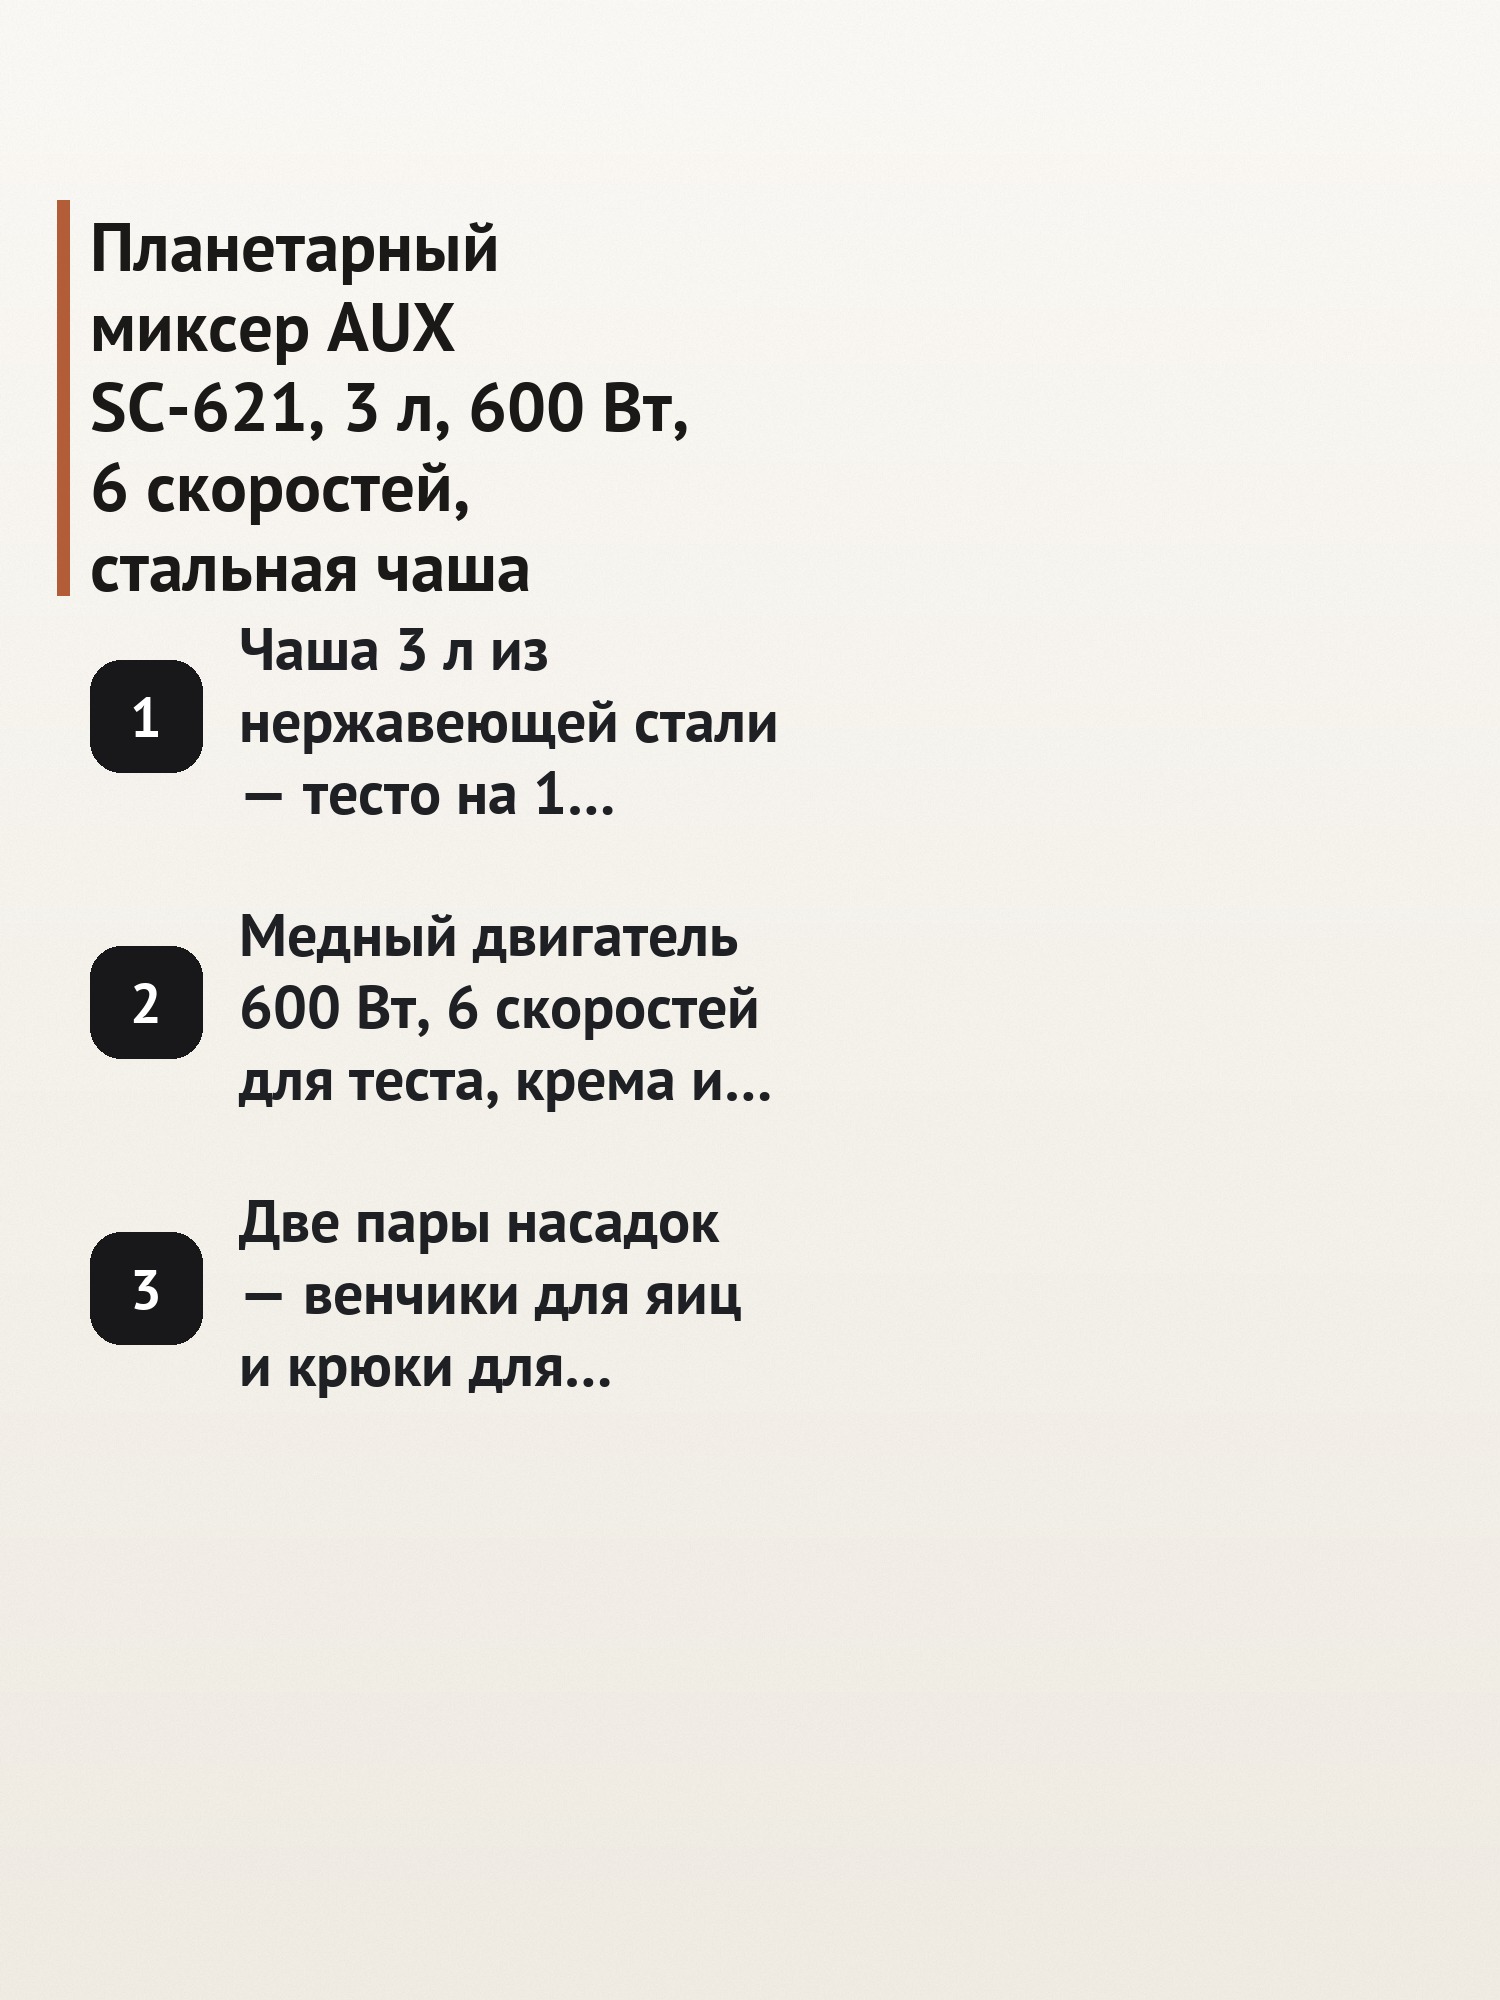 Планетарный
миксер AUX
SC-621, 3 л, 600 Вт,
6 скоростей,
стальная чаша
1
Чаша 3 л из
нержавеющей стали
— тесто на 1...
2
Медный двигатель
600 Вт, 6 скоростей
для теста, крема и...
3
Две пары насадок
— венчики для яиц
и крюки для...